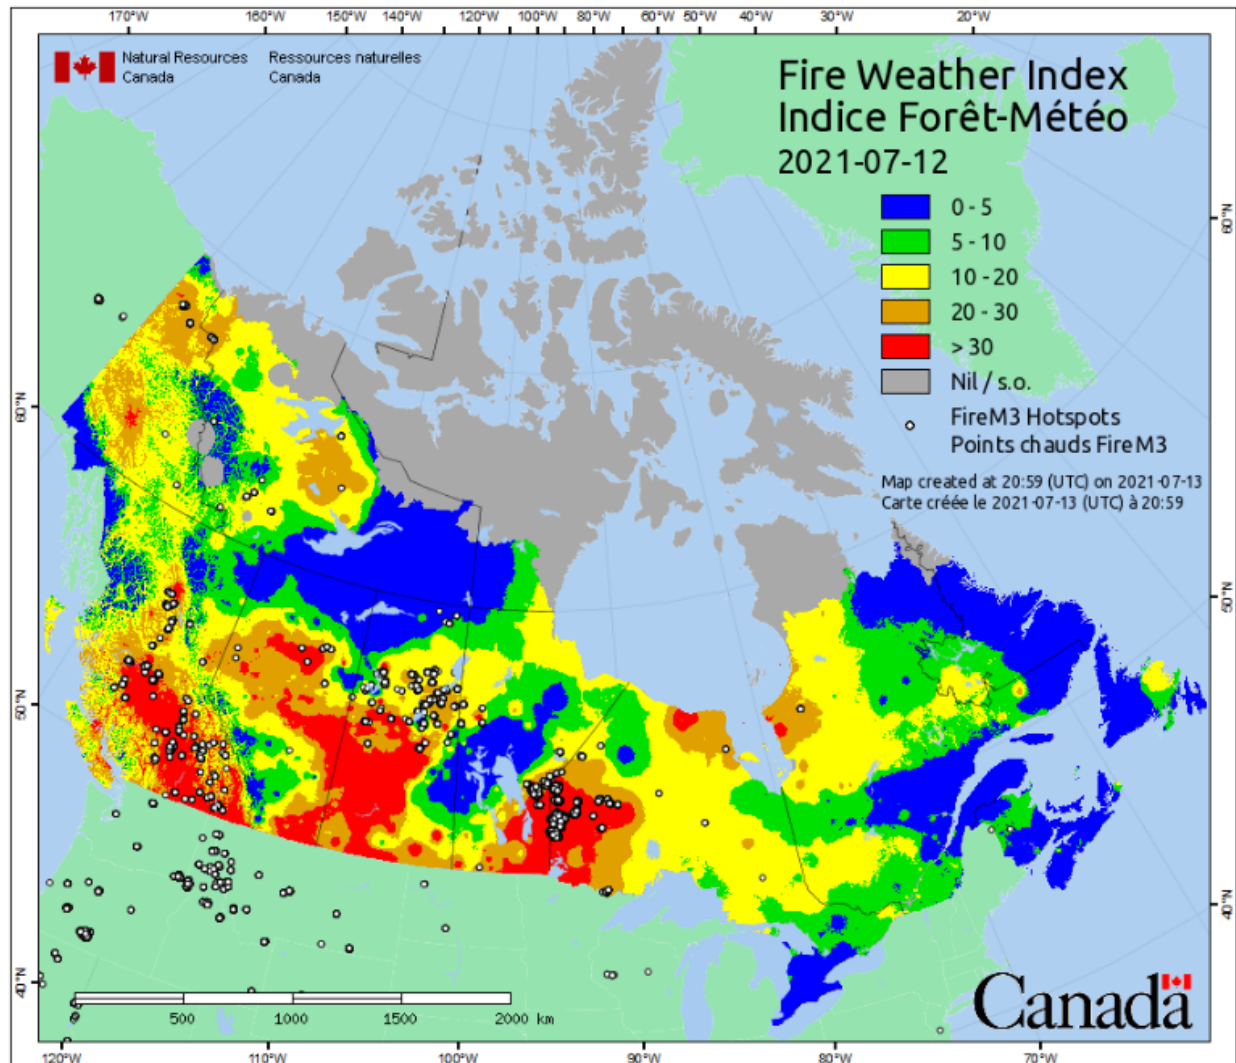 170°W 160°W 150°W 140°W 120°W 100°W 80°W 60°W 50°W 40°W 30°W 20°W
Natural Resources Ressources naturelles
Canada Canada
Fire Weather Index
Indice Forêt-Météo
2021-07-12
0 - 5
5 - 10
10 - 20
20 - 30
> 30
Nil / s.o.
FireM3 Hotspots
Points chauds FireM3
Map created at 20:59 (UTC) on 2021-07-13
Carte créée le 2021-07-13 (UTC) à 20:59
60°N
60°N
50°N
50°N
40°N
40°N
500 1000 1500 2000 km
Canada
120°W 110°W 100°W 90°W 80°W 70°W